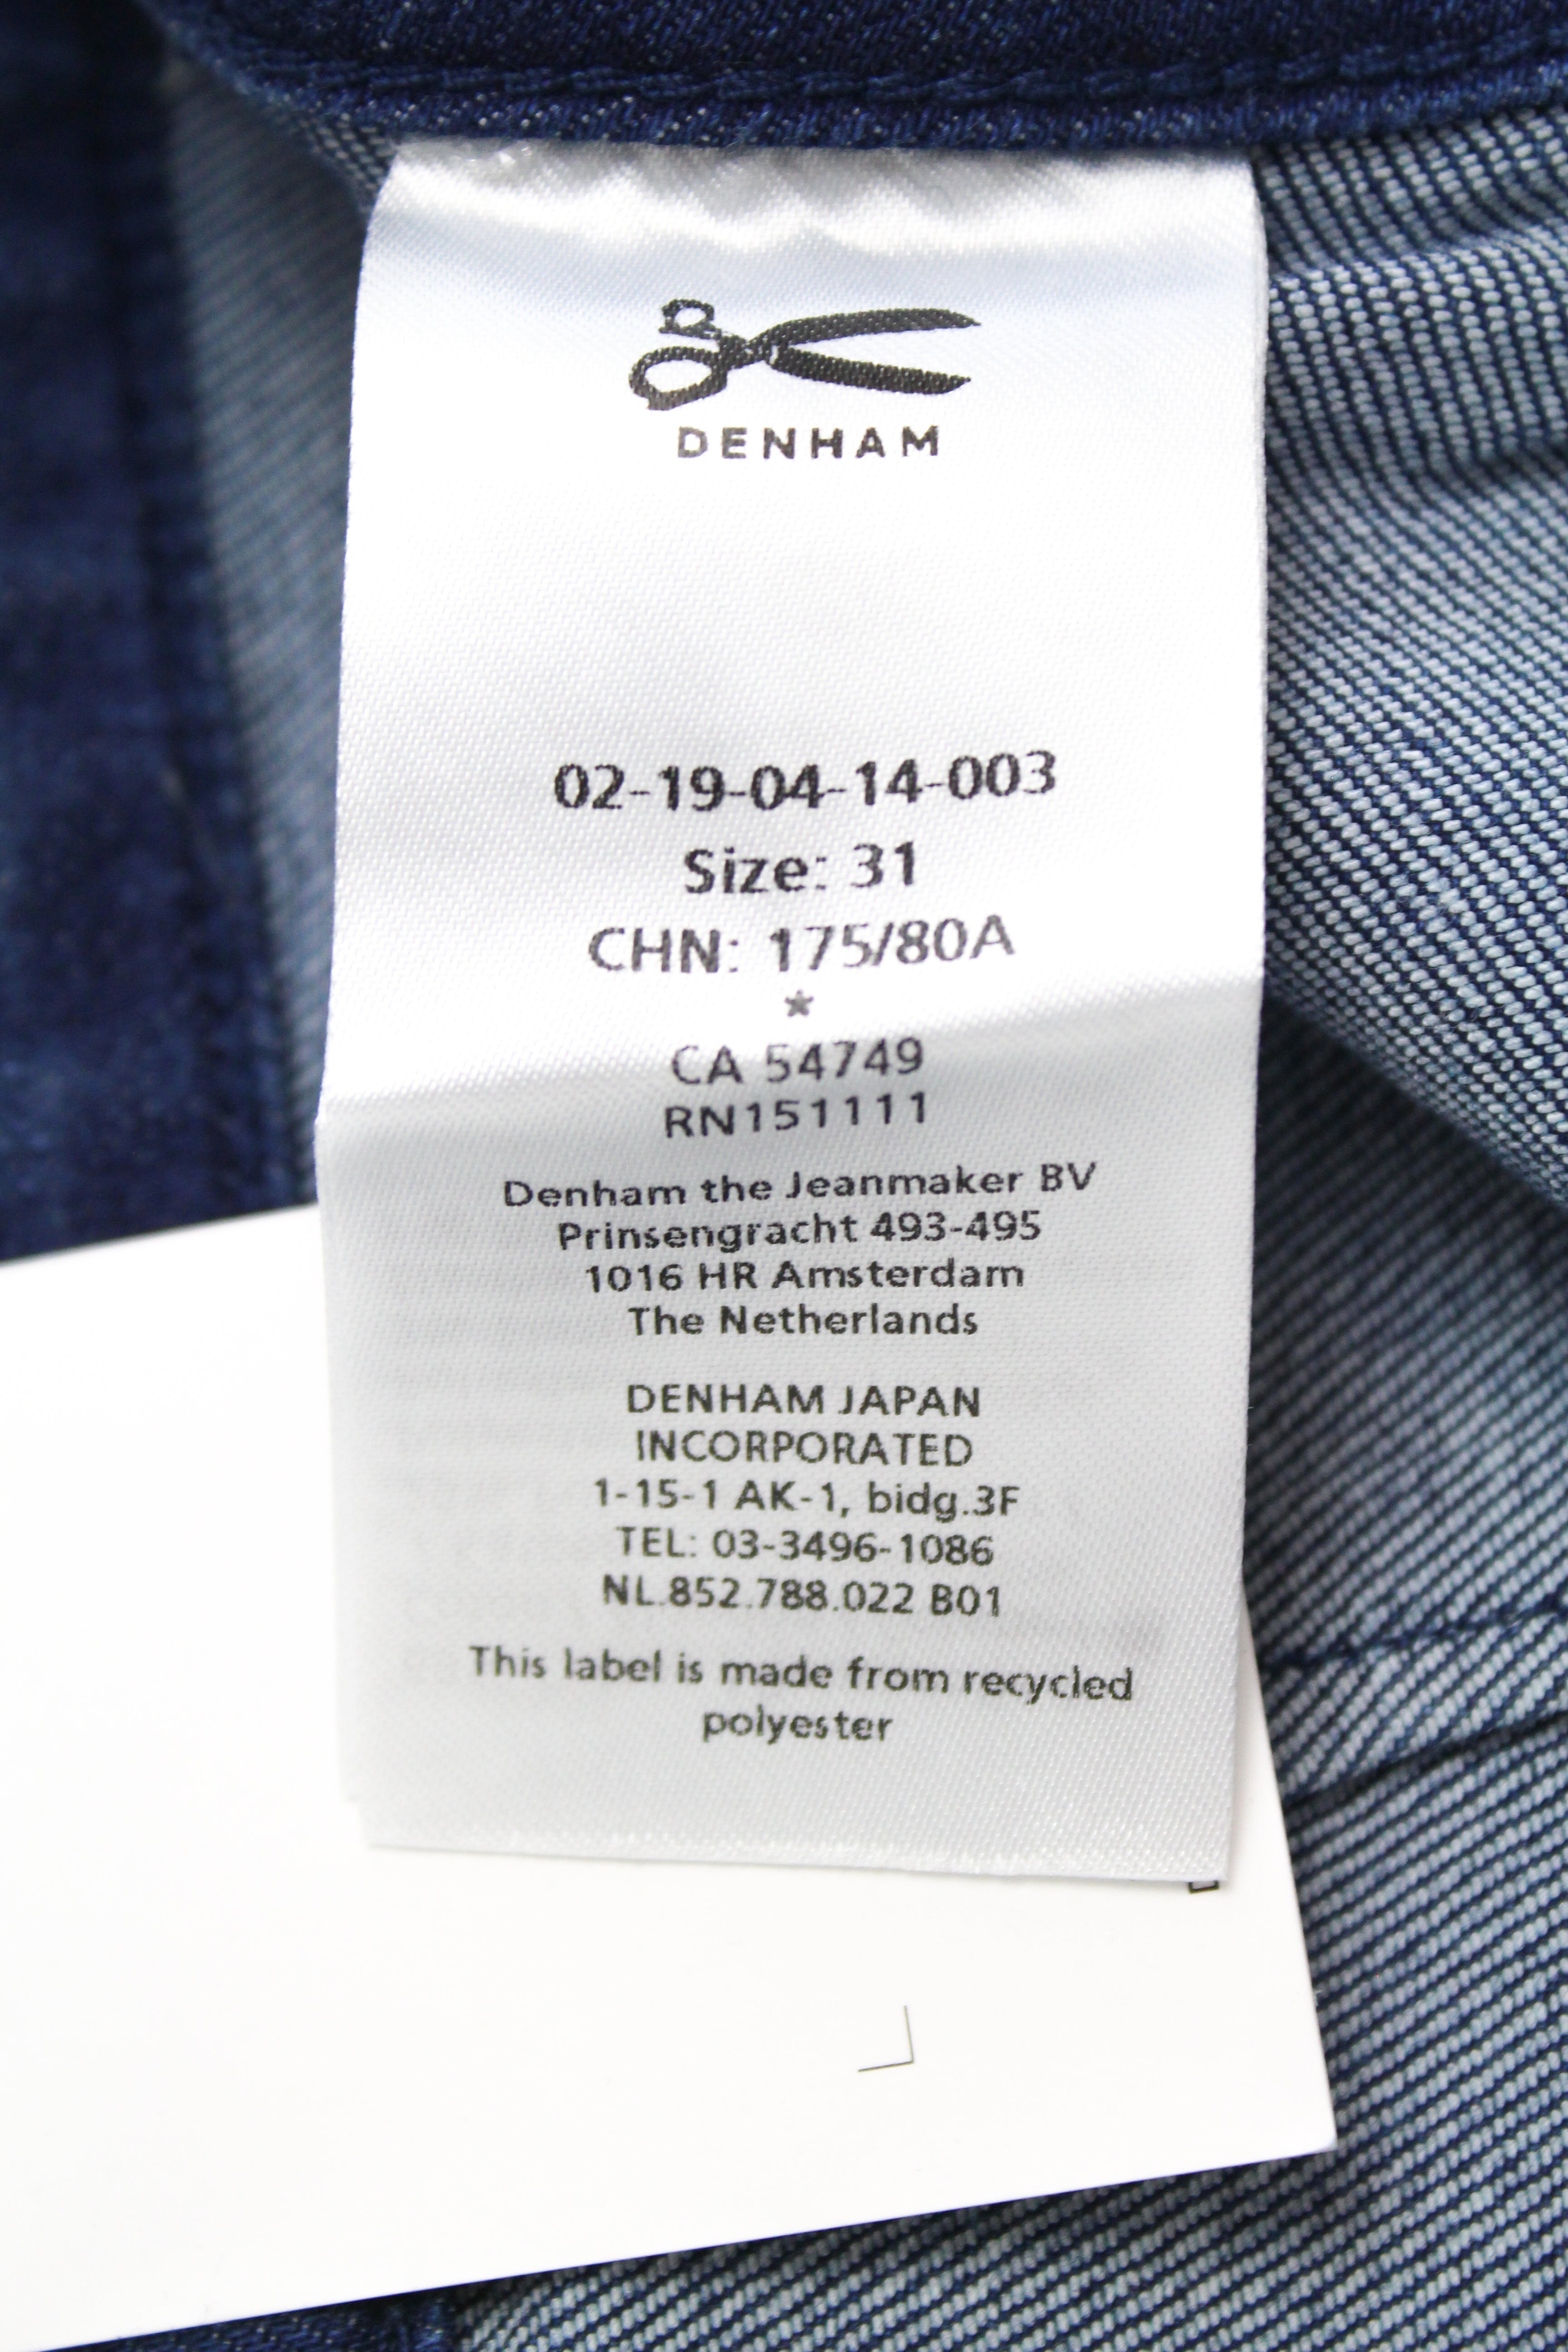 DENHAM
02-19-04-14-003
Size: 31
CHN: 175/80A
*
CA 54749
RN151111
Denham the Jeanmaker BV
Prinsengracht 493-495
1016 HR Amsterdam
The Netherlands
DENHAM JAPAN
INCORPORATED
1-15-1 AK-1, bidg.3F
TEL: 03-3496-1086
NL.852.788.022 B01
This label is made from recycled
polyester